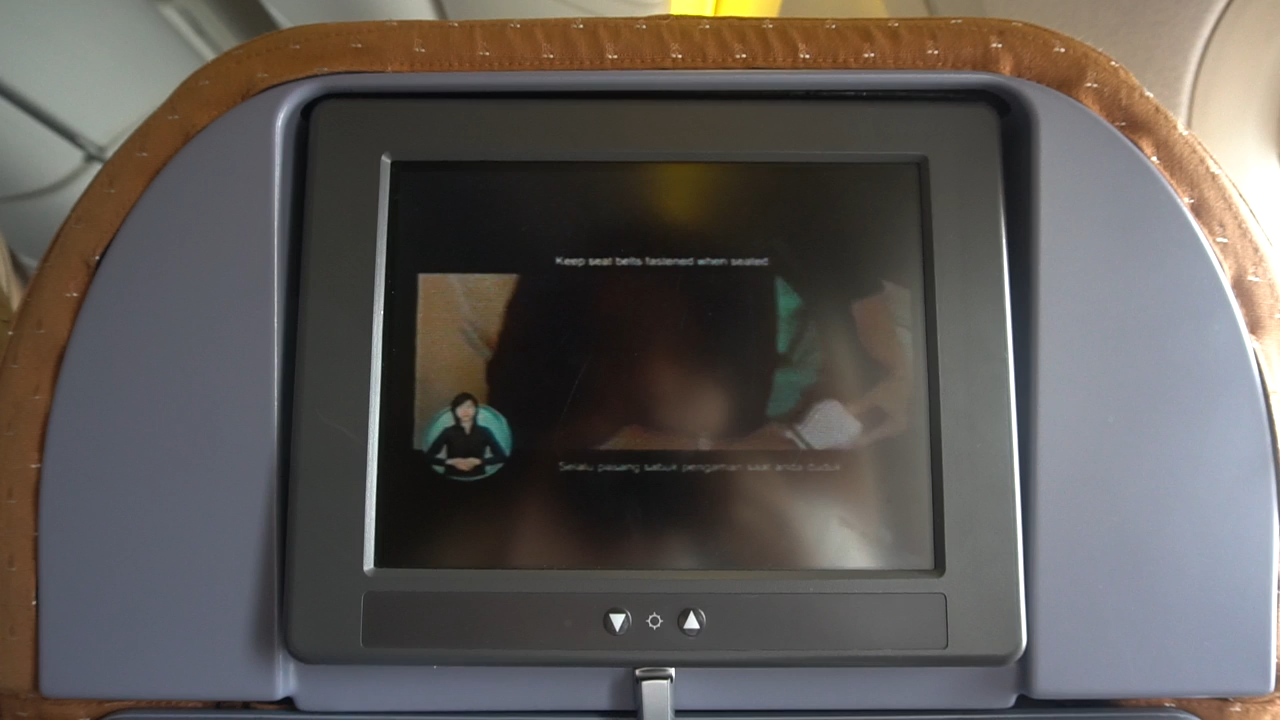 Keep seat belts fastened when seated
Selalu pasang sabuk pengaman saat anda duduk